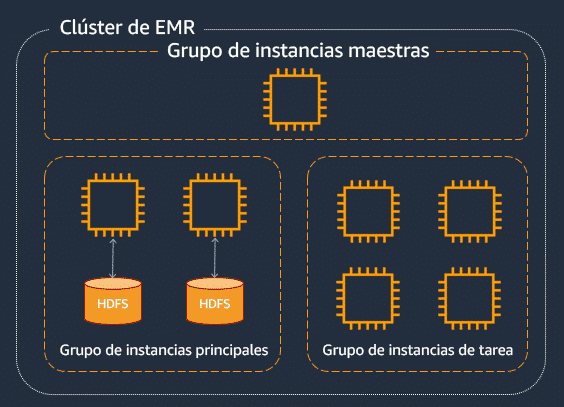 Clúster de EMR
Grupo de instancias maestras
HDFS
HDFS
Grupo de instancias principales
Grupo de instancias de tarea